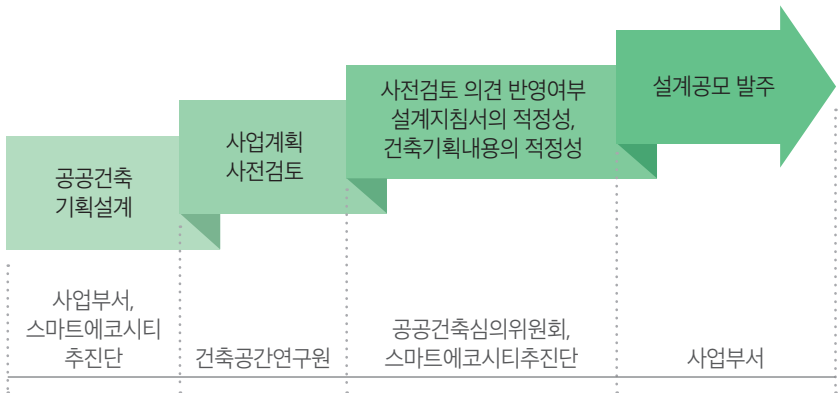 공공건축
기획설계
사업계획
사전검토
사전검토 의견 반영여부
설계지침서의 적정성,
건축기획내용의 적정성
설계공모 발주
사업부서,
스마트에코시티
추진단
건축공간연구원
공공건축심의위원회,
스마트에코시티추진단
사업부서